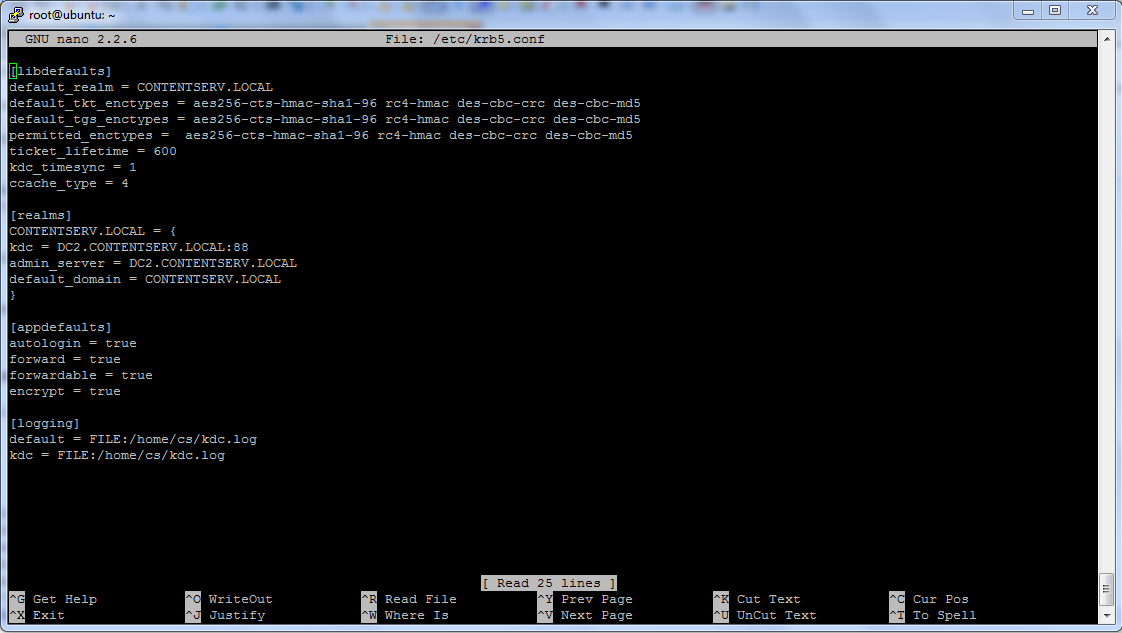 root@ubuntu: ~
GNU nano 2.2.6 File: /etc/krb5.conf
[libdefaults]
default_realm = CONTENTSERV.LOCAL
default_tkt_enctypes = aes256-cts-hmac-sha1-96 rc4-hmac des-cbc-crc des-cbc-md5
default_tgs_enctypes = aes256-cts-hmac-sha1-96 rc4-hmac des-cbc-crc des-cbc-md5
permitted_enctypes =  aes256-cts-hmac-sha1-96 rc4-hmac des-cbc-crc des-cbc-md5
ticket_lifetime = 600
kdc_timesync = 1
ccache_type = 4
[realms]
CONTENTSERV.LOCAL = {
kdc = DC2.CONTENTSERV.LOCAL:88
admin_server = DC2.CONTENTSERV.LOCAL
default_domain = CONTENTSERV.LOCAL
}
[appdefaults]
autologin = true
forward = true
forwardable = true
encrypt = true
[logging]
default = FILE:/home/cs/kdc.log
kdc = FILE:/home/cs/kdc.log
[ Read 25 lines ]
^G Get Help ^O WriteOut ^R Read File ^Y Prev Page ^K Cut Text ^C Cur Pos
^X Exit ^J Justify ^W Where Is ^V Next Page ^U UnCut Text ^T To Spell